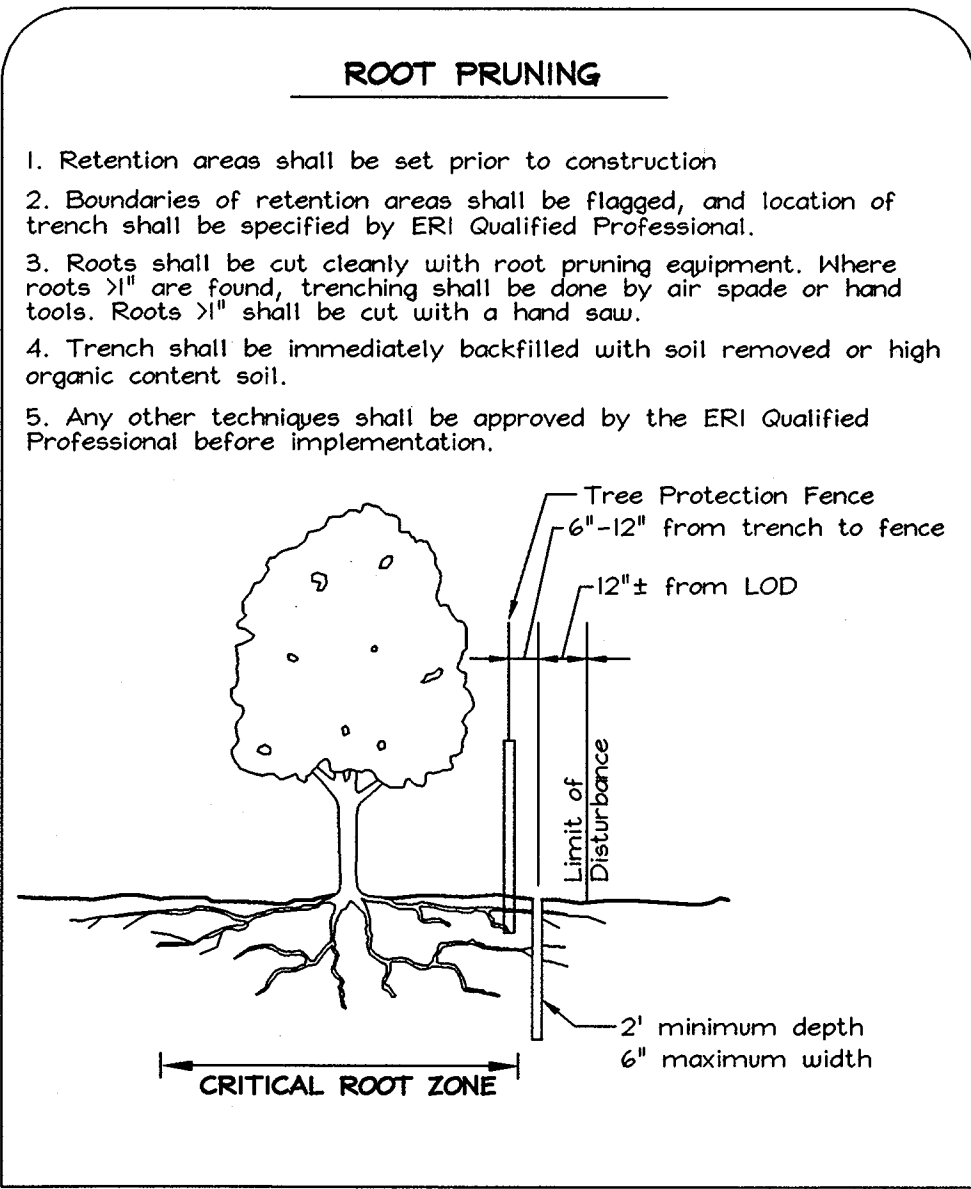 ROOT PRUNING
1. Retention areas shall be set prior to construction
2. Boundaries of retention areas shall be flagged, and location of
trench shall be specified by ERI Qualified Professional.
3. Roots shall be cut cleanly with root pruning equipment. Where
roots >1" are found, trenching shall be done by air spade or hand
tools. Roots >1" shall be cut with a hand saw.
4. Trench shall be immediately backfilled with soil removed or high
organic content soil.
5. Any other techniques shall be approved by the ERI Qualified
Professional before implementation.
Tree Protection Fence
6"-12" from trench to fence
12"± from LOD
Limit of
Disturbance
2' minimum depth
6" maximum width
CRITICAL ROOT ZONE